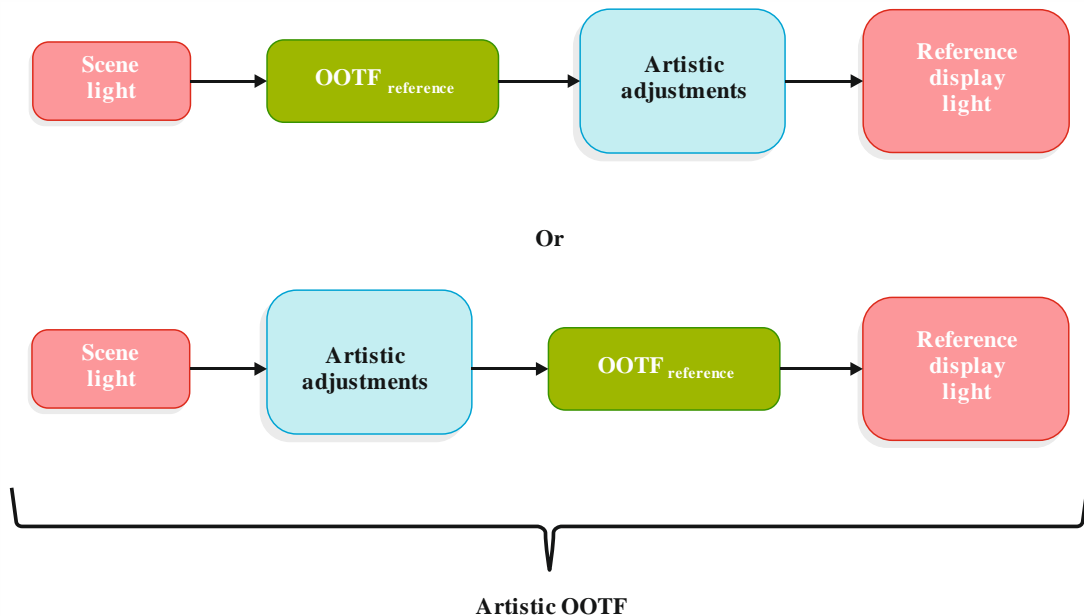 Scene
light
OOTF reference
Artistic
adjustments
Reference
display
light
Or
Scene
light
Artistic
adjustments
OOTF reference
Reference
display
light
Artistic OOTF